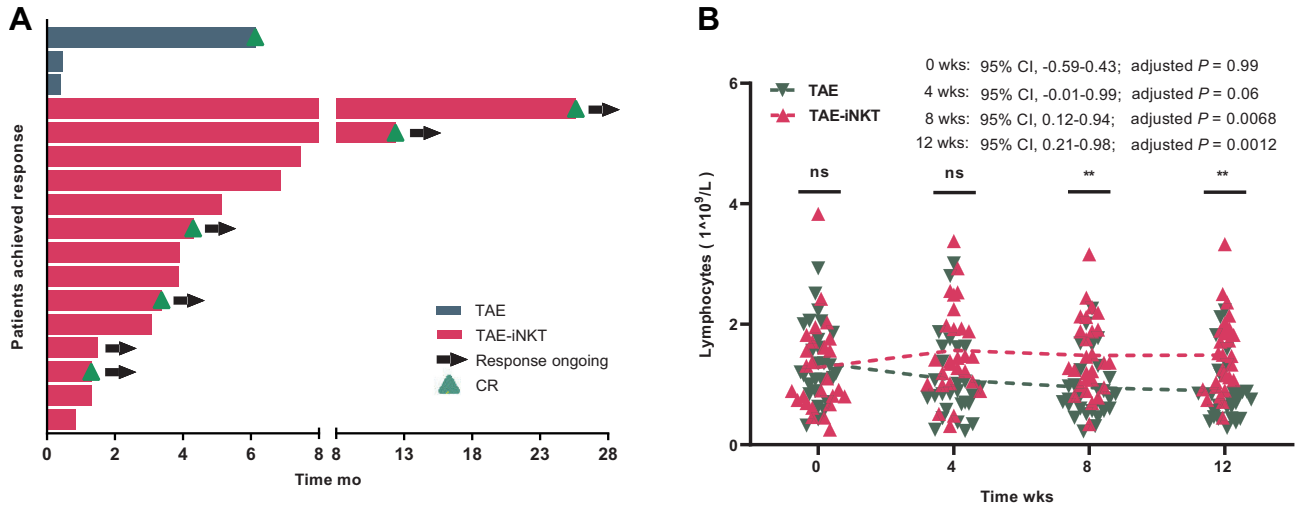 A
Patients achieved response
TAE
TAE-iNKT
Response ongoing
CR
0 2 4 6 8 8 13 18 23 28
Time mo
B
0 wks: 95% CI, -0.59-0.43; adjusted P = 0.99
4 wks: 95% CI, -0.01-0.99; adjusted P = 0.06
8 wks: 95% CI, 0.12-0.94; adjusted P = 0.0068
12 wks: 95% CI, 0.21-0.98; adjusted P = 0.0012
TAE
TAE-iNKT
ns ns ** **
Lymphocytes ( 1^10^9/L )
6
4
2
0
0 4 8 12
Time wks